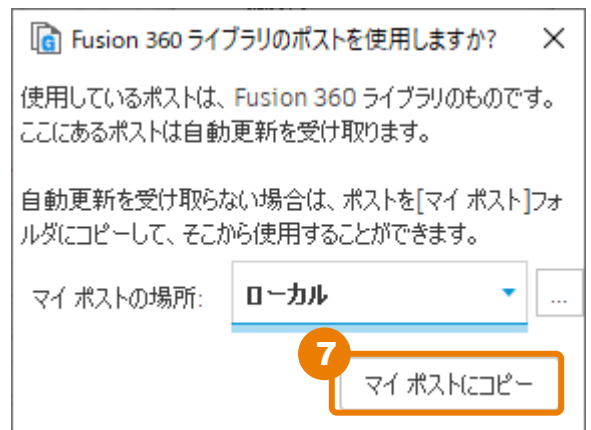 Fusion 360 ライブラリのポストを使用しますか?
使用しているポストは、Fusion 360 ライブラリのものです。
ここにあるポストは自動更新を受け取ります。
自動更新を受け取らない場合は、ポストを[マイ ポスト]フォ
ルダにコピーして、そこから使用することができます。
マイ ポストの場所: ローカル ...
7
マイ ポストにコピー